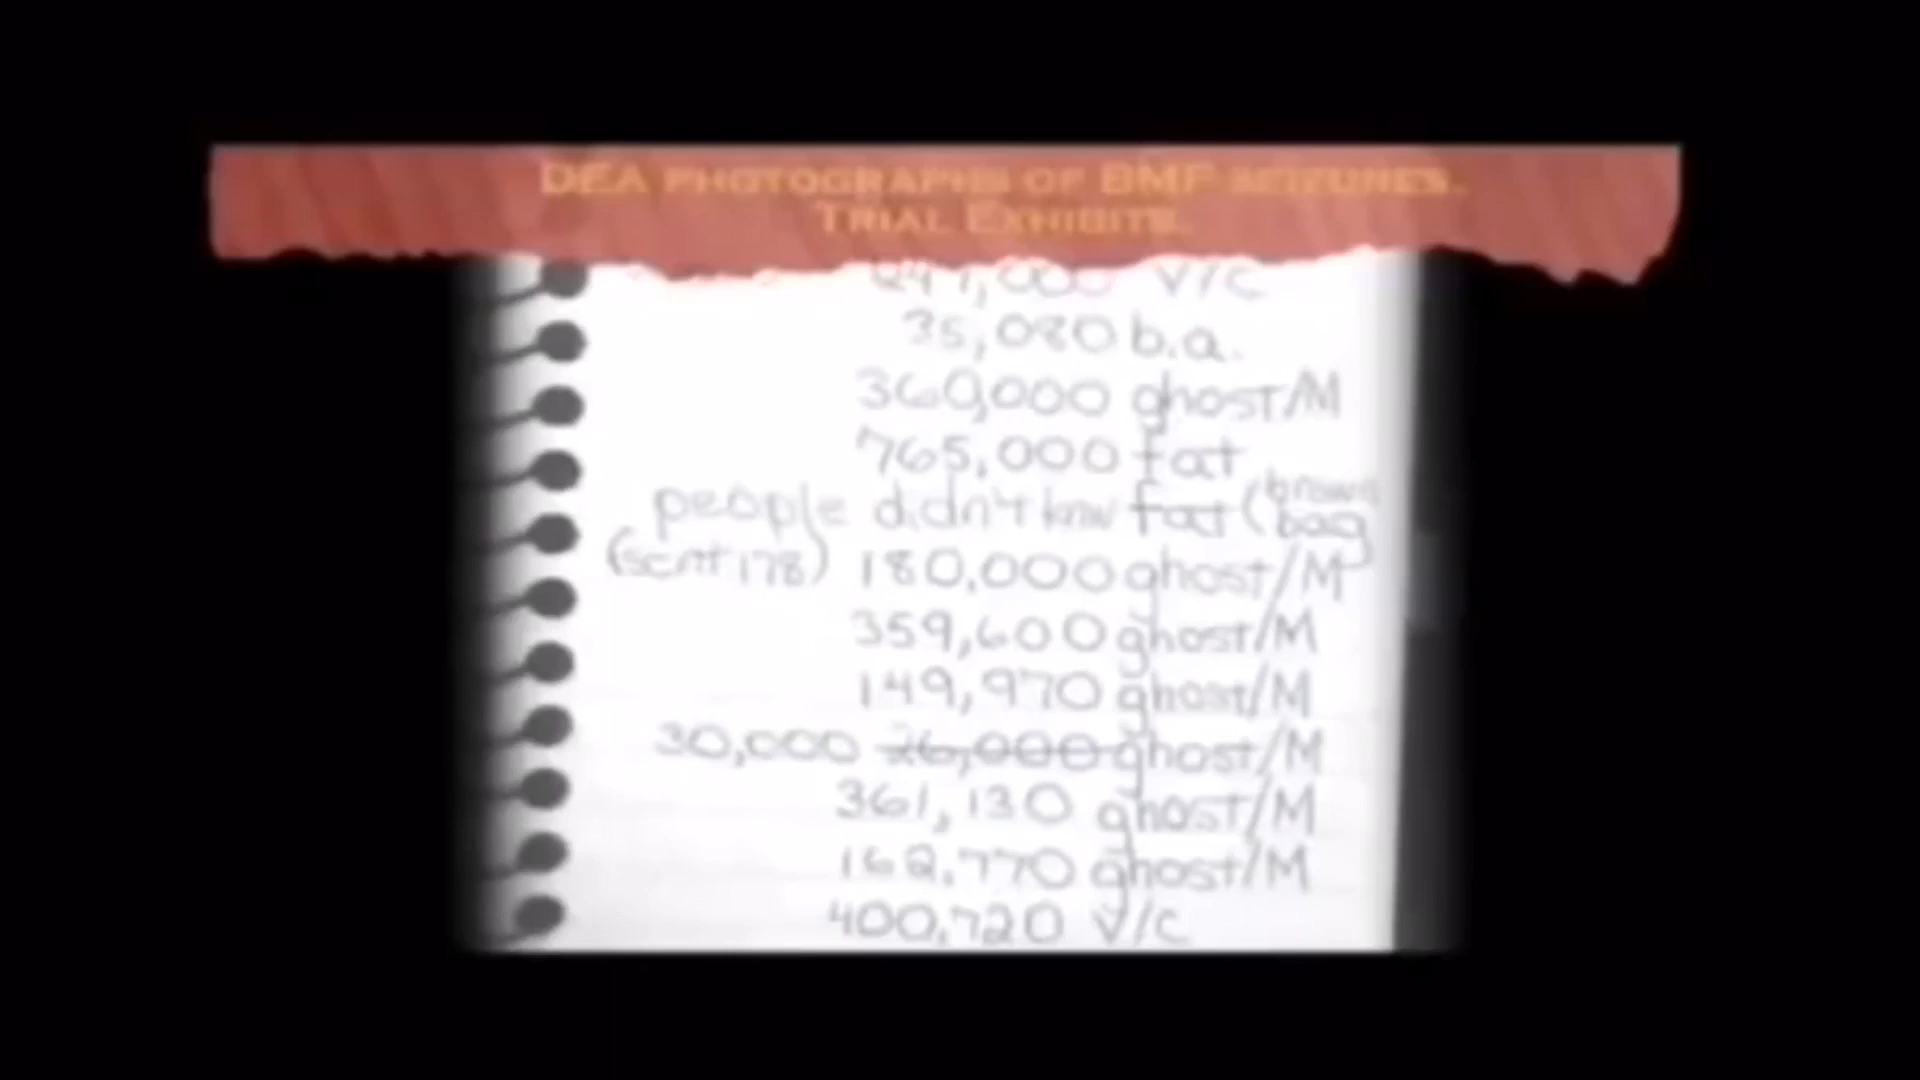 DEA PHOTOGRAPHS OF BMF SEIZURES.
TRIAL EXHIBITS.
V/C
35,080 b.a.
360,000 ghost/M
765,000 fat
people didn't know fat (brown bag)
(scnt 178) 180,000 ghost/M
359,600 ghost/M
149,970 ghost/M
30,000 26,000 ghost/M
361,130 ghost/M
162,770 ghost/M
400,720 V/C